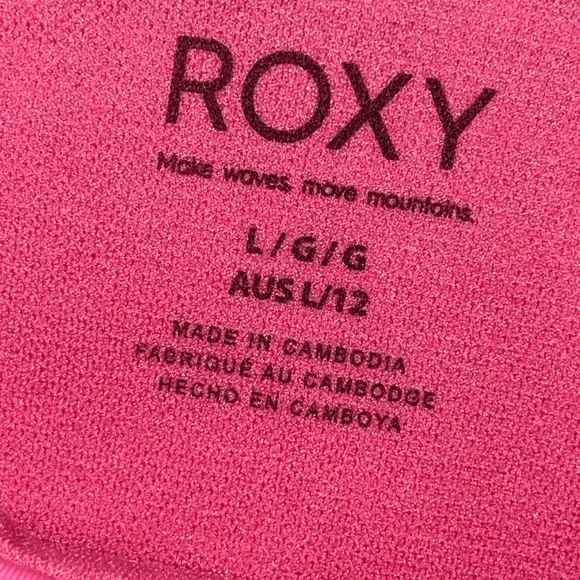 ROXY
Make waves, move mountains.
L/G/G
AUS L/12
MADE IN CAMBODIA
FABRIQUÉ AU CAMBODGE
HECHO EN CAMBOYA